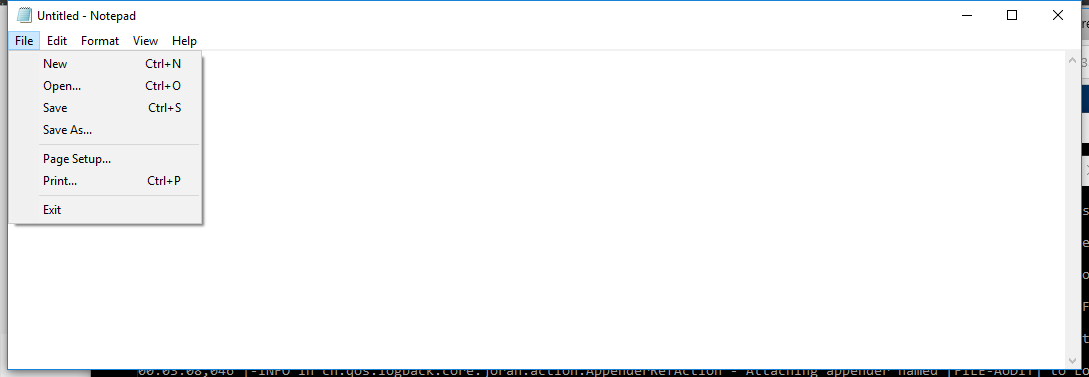 Untitled - Notepad
File Edit Format View Help
New Ctrl+N
Open... Ctrl+O
Save Ctrl+S
Save As...
Page Setup...
Print... Ctrl+P
Exit
00:03:08,046 |-INFO in ch.qos.logback.core.joran.action.AppenderRefAction - Attaching appender named [FILE-AUDIT] to